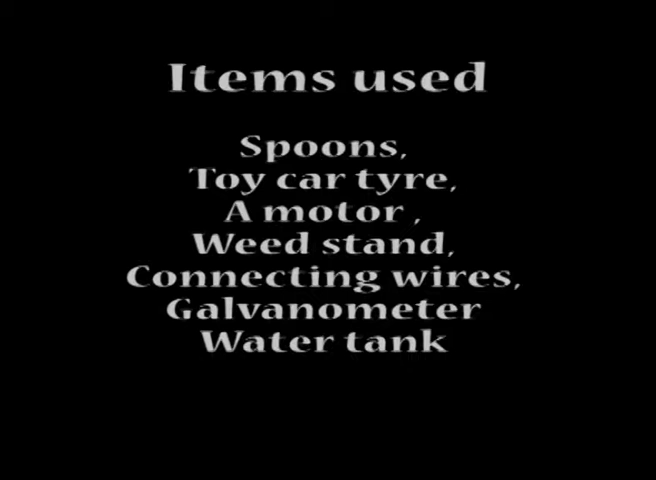 Items used
Spoons,
Toy car tyre,
A motor ,
Weed stand,
Connecting wires,
Galvanometer
Water tank